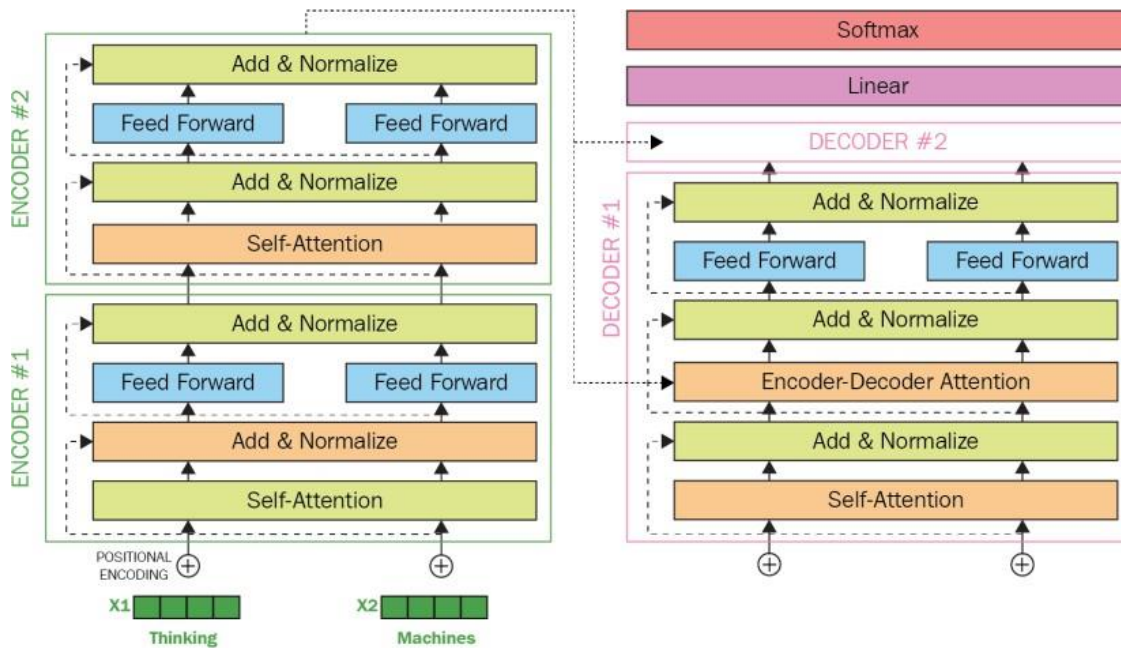 ENCODER #2
Add & Normalize
Feed Forward
Feed Forward
Add & Normalize
Self-Attention
ENCODER #1
Add & Normalize
Feed Forward
Feed Forward
Add & Normalize
Self-Attention
POSITIONAL
ENCODING
X1
X2
Thinking
Machines
Softmax
Linear
DECODER #2
DECODER #1
Add & Normalize
Feed Forward
Feed Forward
Add & Normalize
Encoder-Decoder Attention
Add & Normalize
Self-Attention